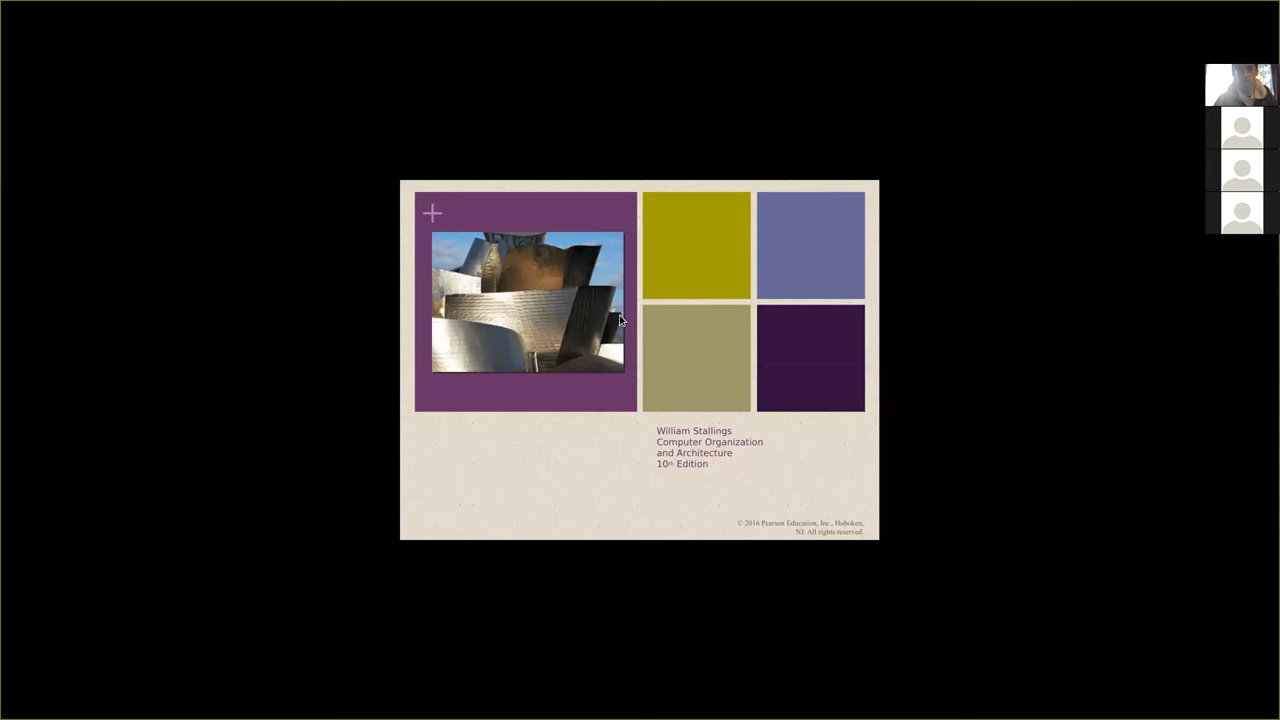 William Stallings
Computer Organization
and Architecture
10th Edition
© 2016 Pearson Education, Inc., Hoboken,
NJ. All rights reserved.